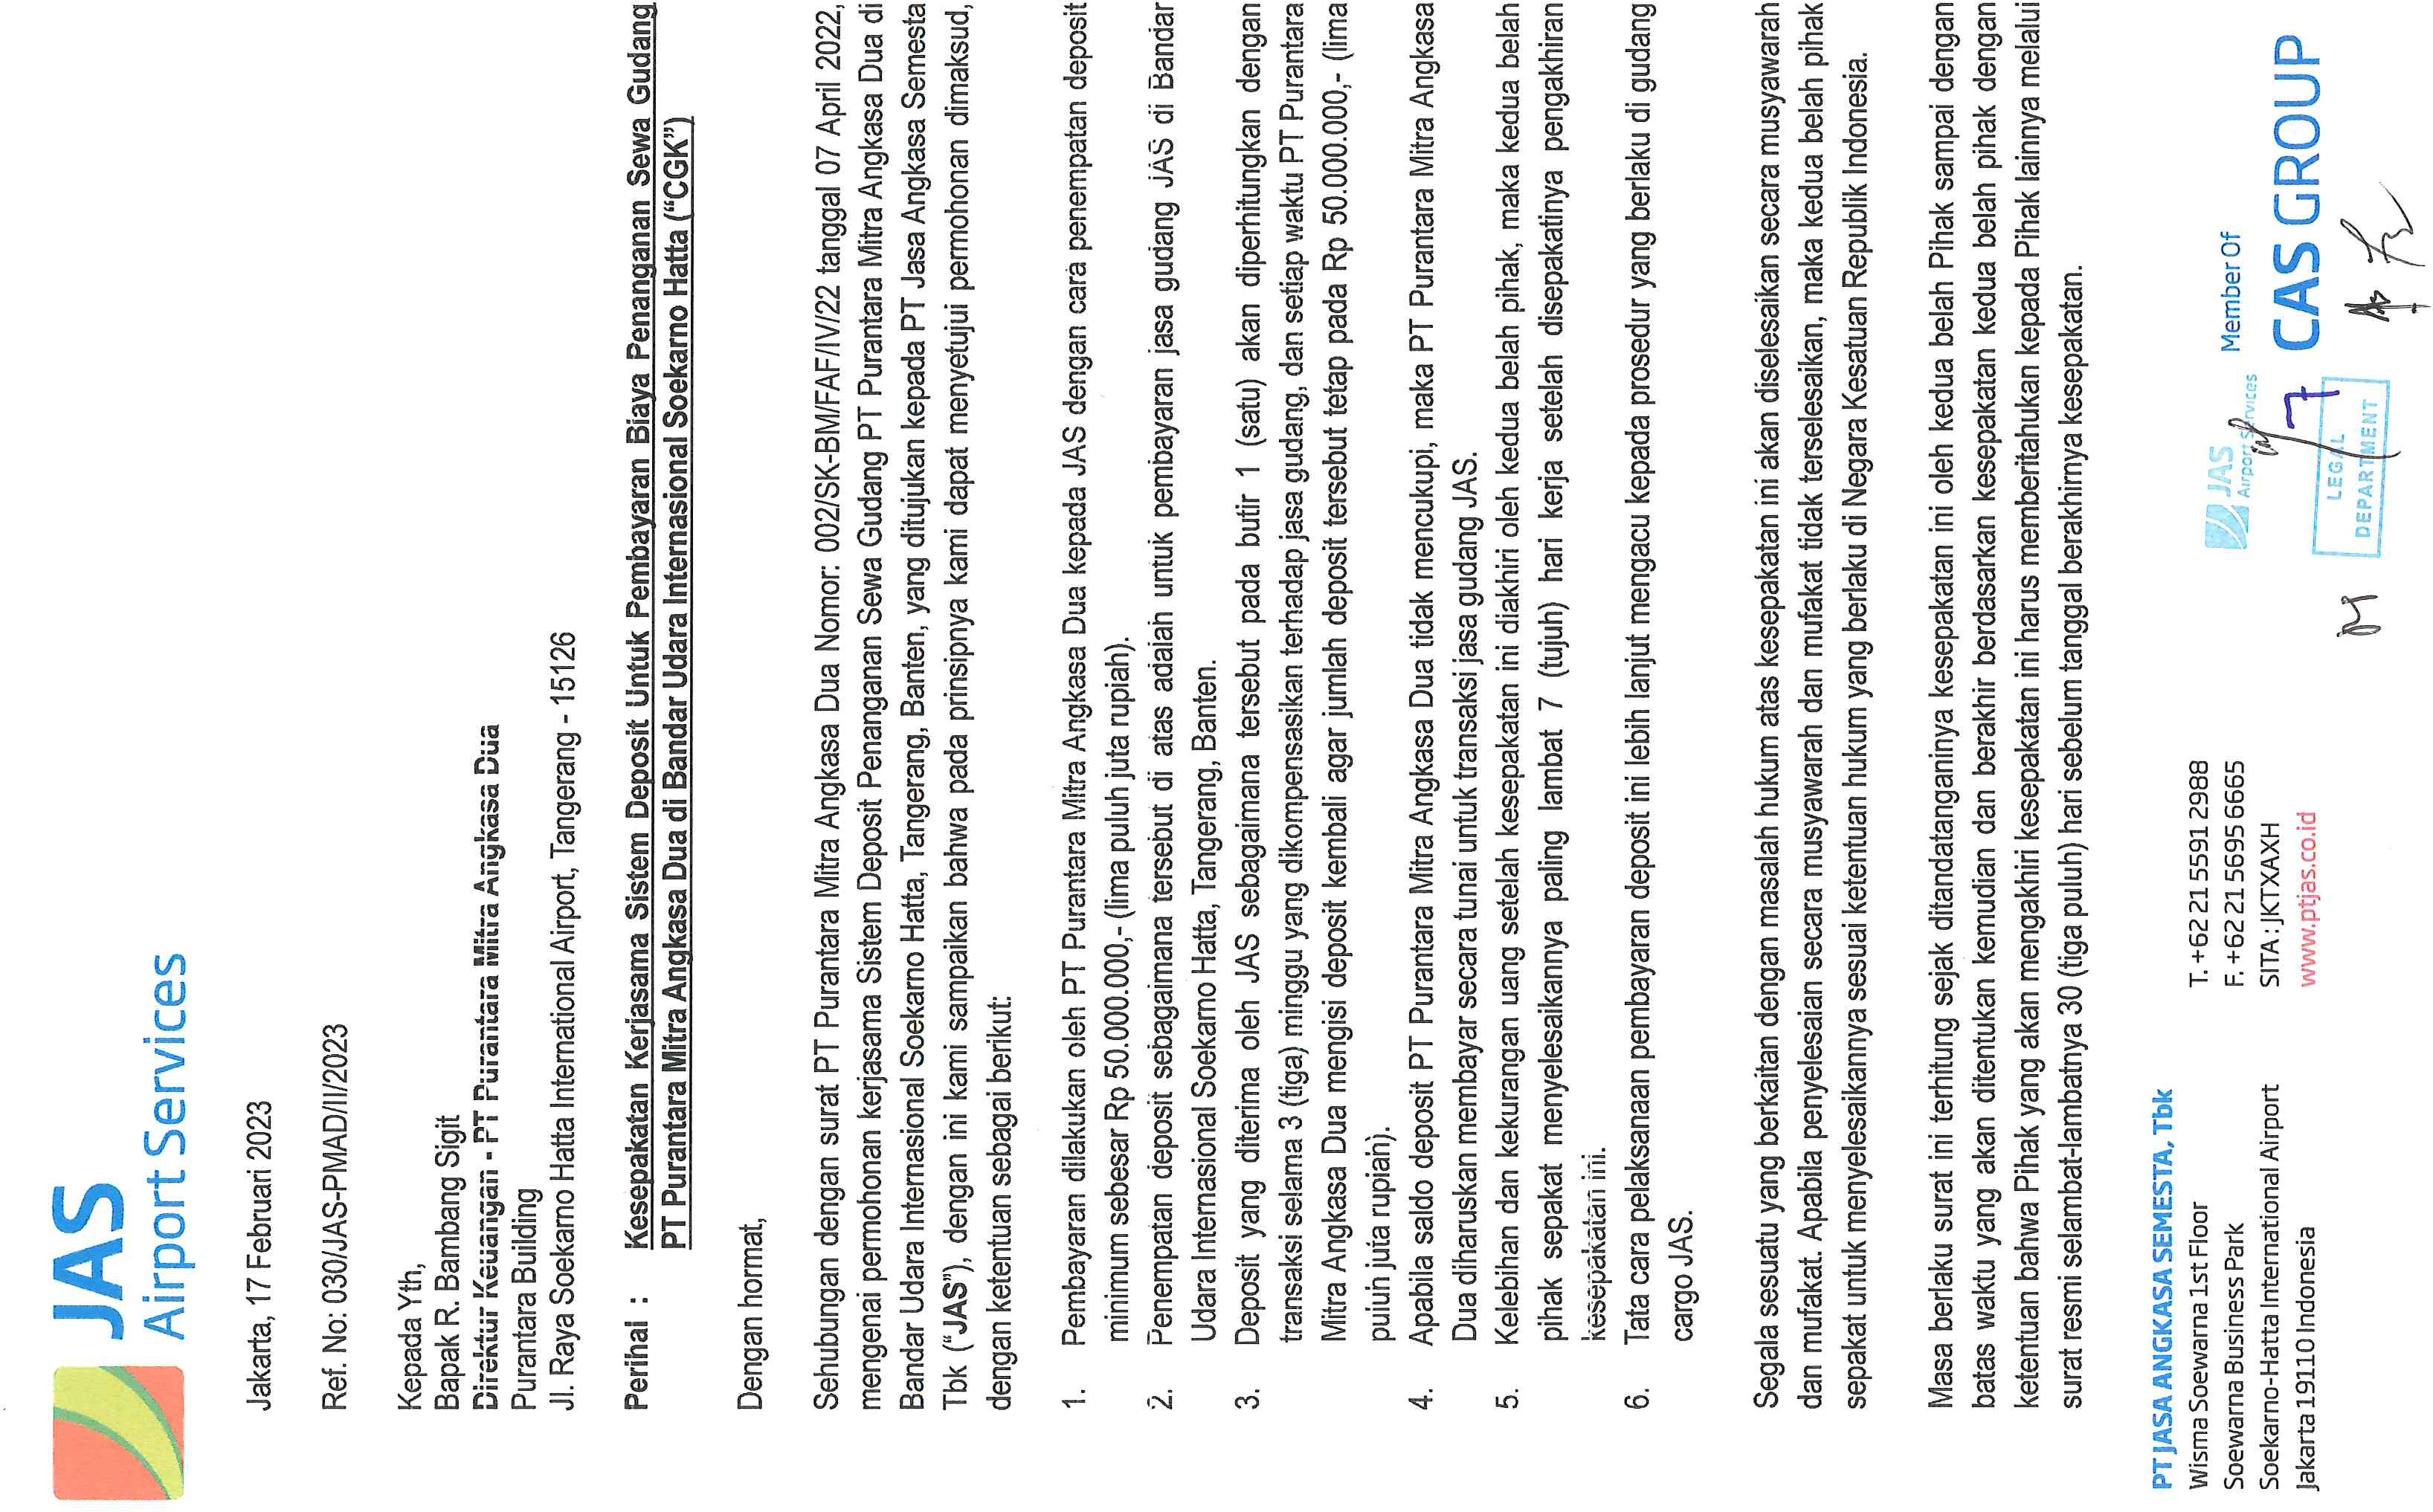 JAS
Airport Services
Jakarta, 17 Februari 2023
Ref. No: 030/JAS-PMAD/II/2023
Kepada Yth,
Bapak R. Bambang Sigit
Direktur Keuangan - PT Purantara Mitra Angkasa Dua
Purantara Building
Jl. Raya Soekarno Hatta International Airport, Tangerang - 15126
Perihal : Kesepakatan Kerjasama Sistem Deposit Untuk Pembayaran Biaya Penanganan Sewa Gudang
PT Purantara Mitra Angkasa Dua di Bandar Udara Internasional Soekarno Hatta (“CGK”)
Dengan hormat,
Sehubungan dengan surat PT Purantara Mitra Angkasa Dua Nomor: 002/SK-BM/FAF/IV/22 tanggal 07 April 2022,
mengenai permohonan kerjasama Sistem Deposit Penanganan Sewa Gudang PT Purantara Mitra Angkasa Dua di
Bandar Udara Internasional Soekarno Hatta, Tangerang, Banten, yang ditujukan kepada PT Jasa Angkasa Semesta
Tbk (“JAS”), dengan ini kami sampaikan bahwa pada prinsipnya kami dapat menyetujui permohonan dimaksud,
dengan ketentuan sebagai berikut:
1. Pembayaran dilakukan oleh PT Purantara Mitra Angkasa Dua kepada JAS dengan cara penempatan deposit
minimum sebesar Rp 50.000.000,- (lima puluh juta rupiah).
2. Penempatan deposit sebagaimana tersebut di atas adalah untuk pembayaran jasa gudang JAS di Bandar
Udara Internasional Soekarno Hatta, Tangerang, Banten.
3. Deposit yang diterima oleh JAS sebagaimana tersebut pada butir 1 (satu) akan diperhitungkan dengan
transaksi selama 3 (tiga) minggu yang dikompensasikan terhadap jasa gudang, dan setiap waktu PT Purantara
Mitra Angkasa Dua mengisi deposit kembali agar jumlah deposit tersebut tetap pada Rp 50.000.000,- (lima
puluh juta rupiah).
4. Apabila saldo deposit PT Purantara Mitra Angkasa Dua tidak mencukupi, maka PT Purantara Mitra Angkasa
Dua diharuskan membayar secara tunai untuk transaksi jasa gudang JAS.
5. Kelebihan dan kekurangan uang setelah kesepakatan ini diakhiri oleh kedua belah pihak, maka kedua belah
pihak sepakat menyelesaikannya paling lambat 7 (tujuh) hari kerja setelah disepakatinya pengakhiran
kesepakatan ini.
6. Tata cara pelaksanaan pembayaran deposit ini lebih lanjut mengacu kepada prosedur yang berlaku di gudang
cargo JAS.
Segala sesuatu yang berkaitan dengan masalah hukum atas kesepakatan ini akan diselesaikan secara musyawarah
dan mufakat. Apabila penyelesaian secara musyawarah dan mufakat tidak terselesaikan, maka kedua belah pihak
sepakat untuk menyelesaikannya sesuai ketentuan hukum yang berlaku di Negara Kesatuan Republik Indonesia.
Masa berlaku surat ini terhitung sejak ditandatanganinya kesepakatan ini oleh kedua belah Pihak sampai dengan
batas waktu yang akan ditentukan kemudian dan berakhir berdasarkan kesepakatan kedua belah pihak dengan
ketentuan bahwa Pihak yang akan mengakhiri kesepakatan ini harus memberitahukan kepada Pihak lainnya melalui
surat resmi selambat-lambatnya 30 (tiga puluh) hari sebelum tanggal berakhirnya kesepakatan.
PT JASA ANGKASA SEMESTA, Tbk
Wisma Soewarna 1st Floor
Soewarna Business Park
Soekarno-Hatta International Airport
Jakarta 19110 Indonesia
T. +62 21 5591 2988
F. +62 21 5695 6665
SITA : JKTXAXH
www.ptjas.co.id
JAS
Airport Services
LEGAL
DEPARTMENT
Member Of
CAS GROUP